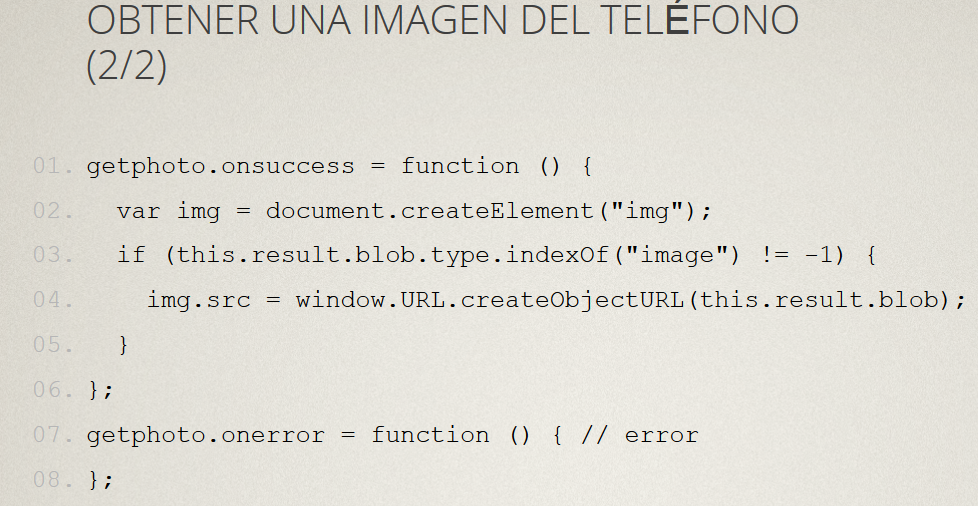 OBTENER UNA IMAGEN DEL TELÉFONO
(2/2)
01. getphoto.onsuccess = function () {
02.   var img = document.createElement("img");
03.   if (this.result.blob.type.indexOf("image") != -1) {
04.     img.src = window.URL.createObjectURL(this.result.blob);
05.   }
06. };
07. getphoto.onerror = function () { // error
08. };